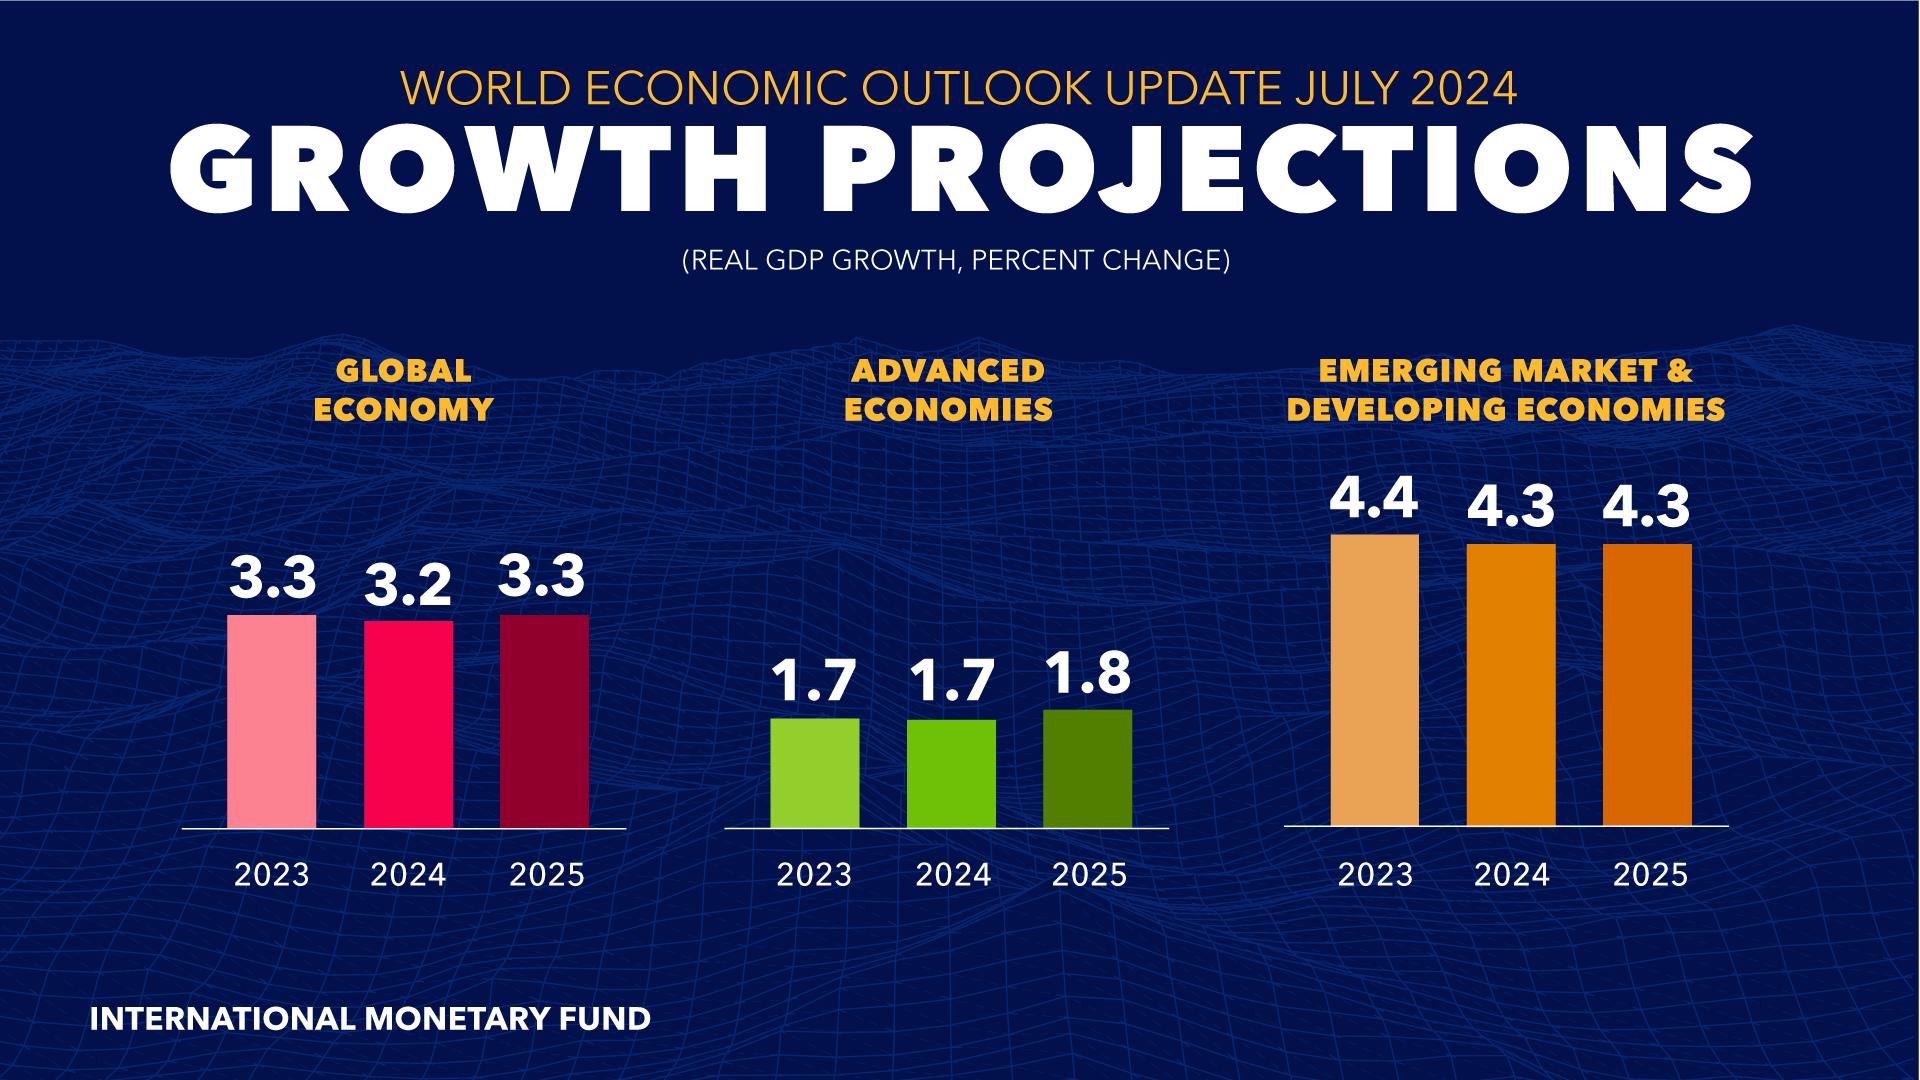 WORLD ECONOMIC OUTLOOK UPDATE JULY 2024
GROWTH PROJECTIONS
(REAL GDP GROWTH, PERCENT CHANGE)
GLOBAL
ECONOMY
3.3 3.2 3.3
2023 2024 2025
ADVANCED
ECONOMIES
1.7 1.7 1.8
2023 2024 2025
EMERGING MARKET &
DEVELOPING ECONOMIES
4.4 4.3 4.3
2023 2024 2025
INTERNATIONAL MONETARY FUND